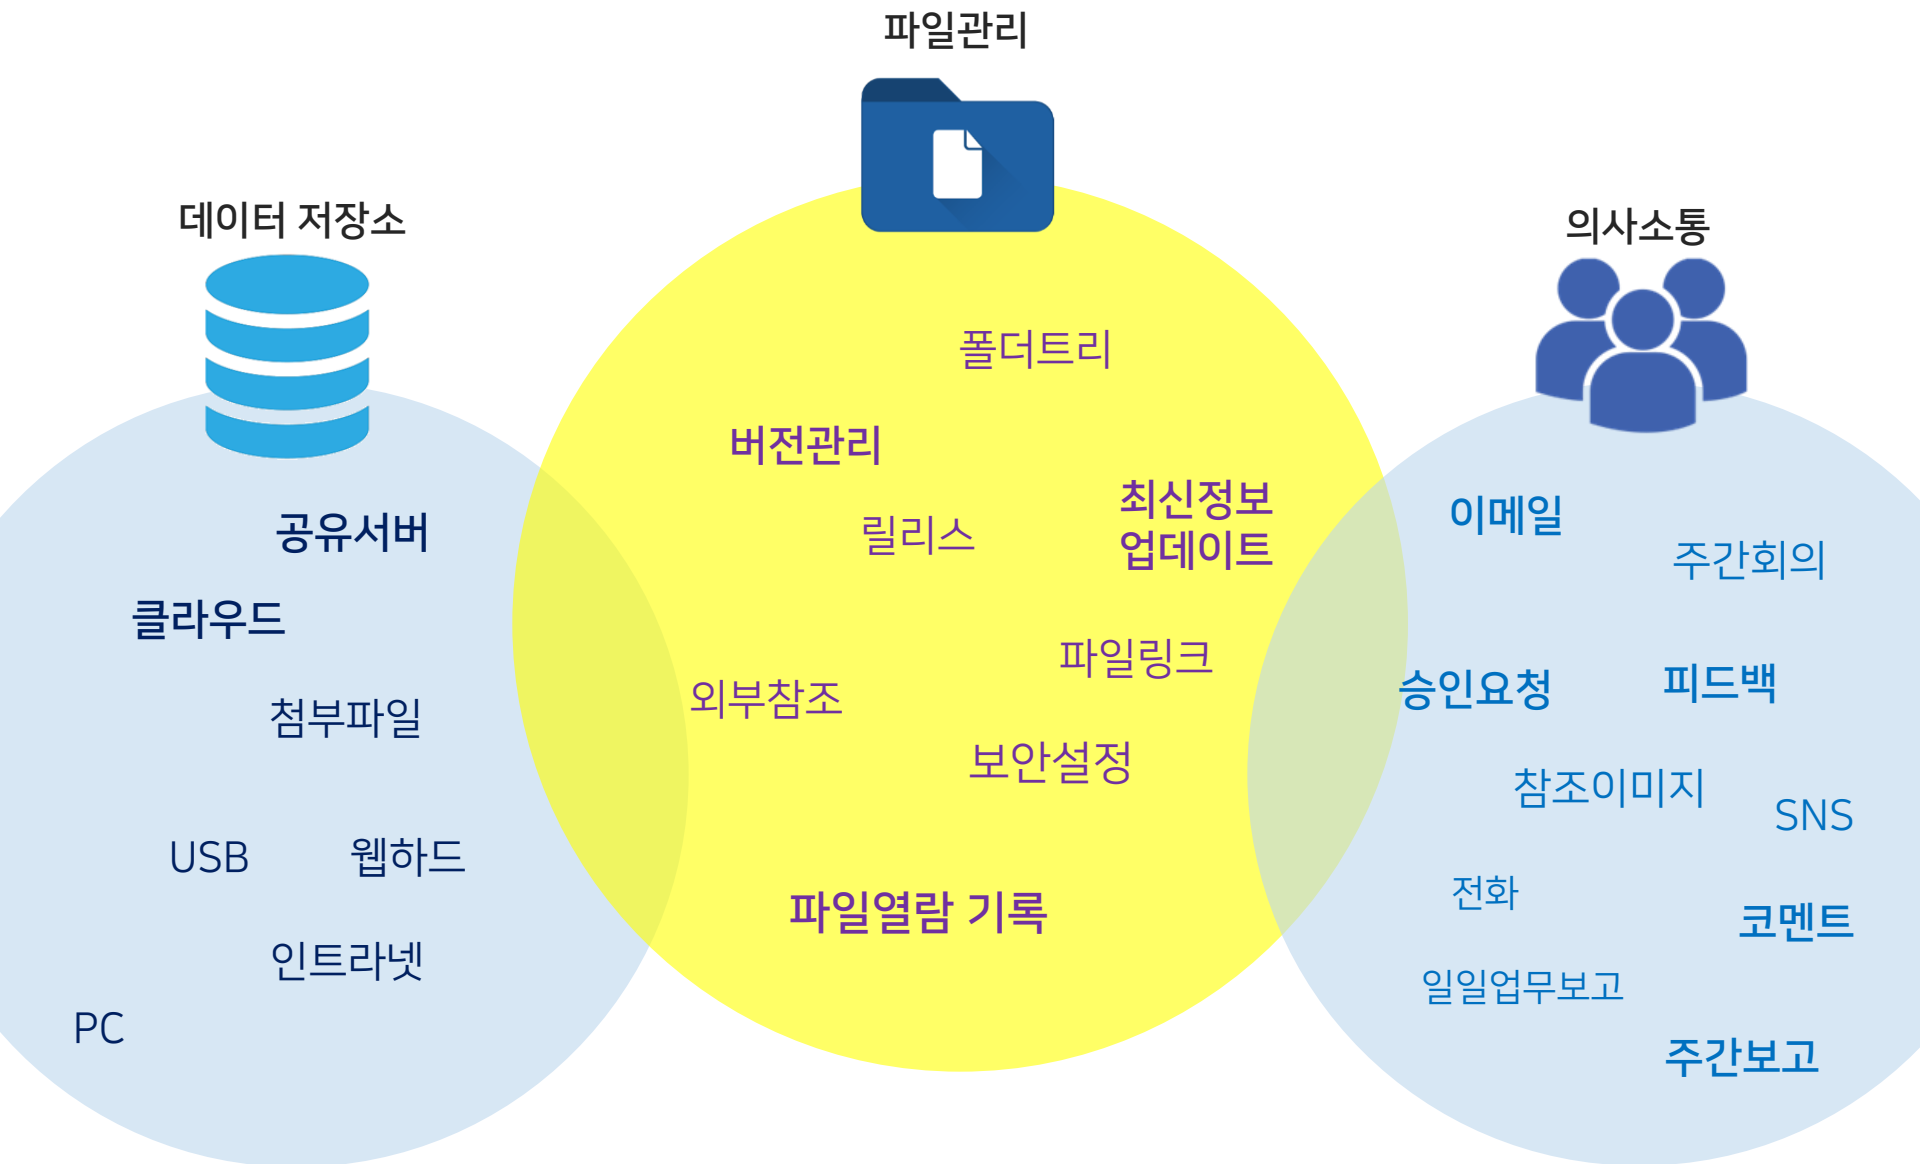 파일관리
데이터 저장소
의사소통
폴더트리
버전관리
최신정보
업데이트
릴리스
파일링크
외부참조
보안설정
파일열람 기록
공유서버
클라우드
첨부파일
USB
웹하드
인트라넷
PC
이메일
주간회의
승인요청
피드백
참조이미지
SNS
전화
코멘트
일일업무보고
주간보고